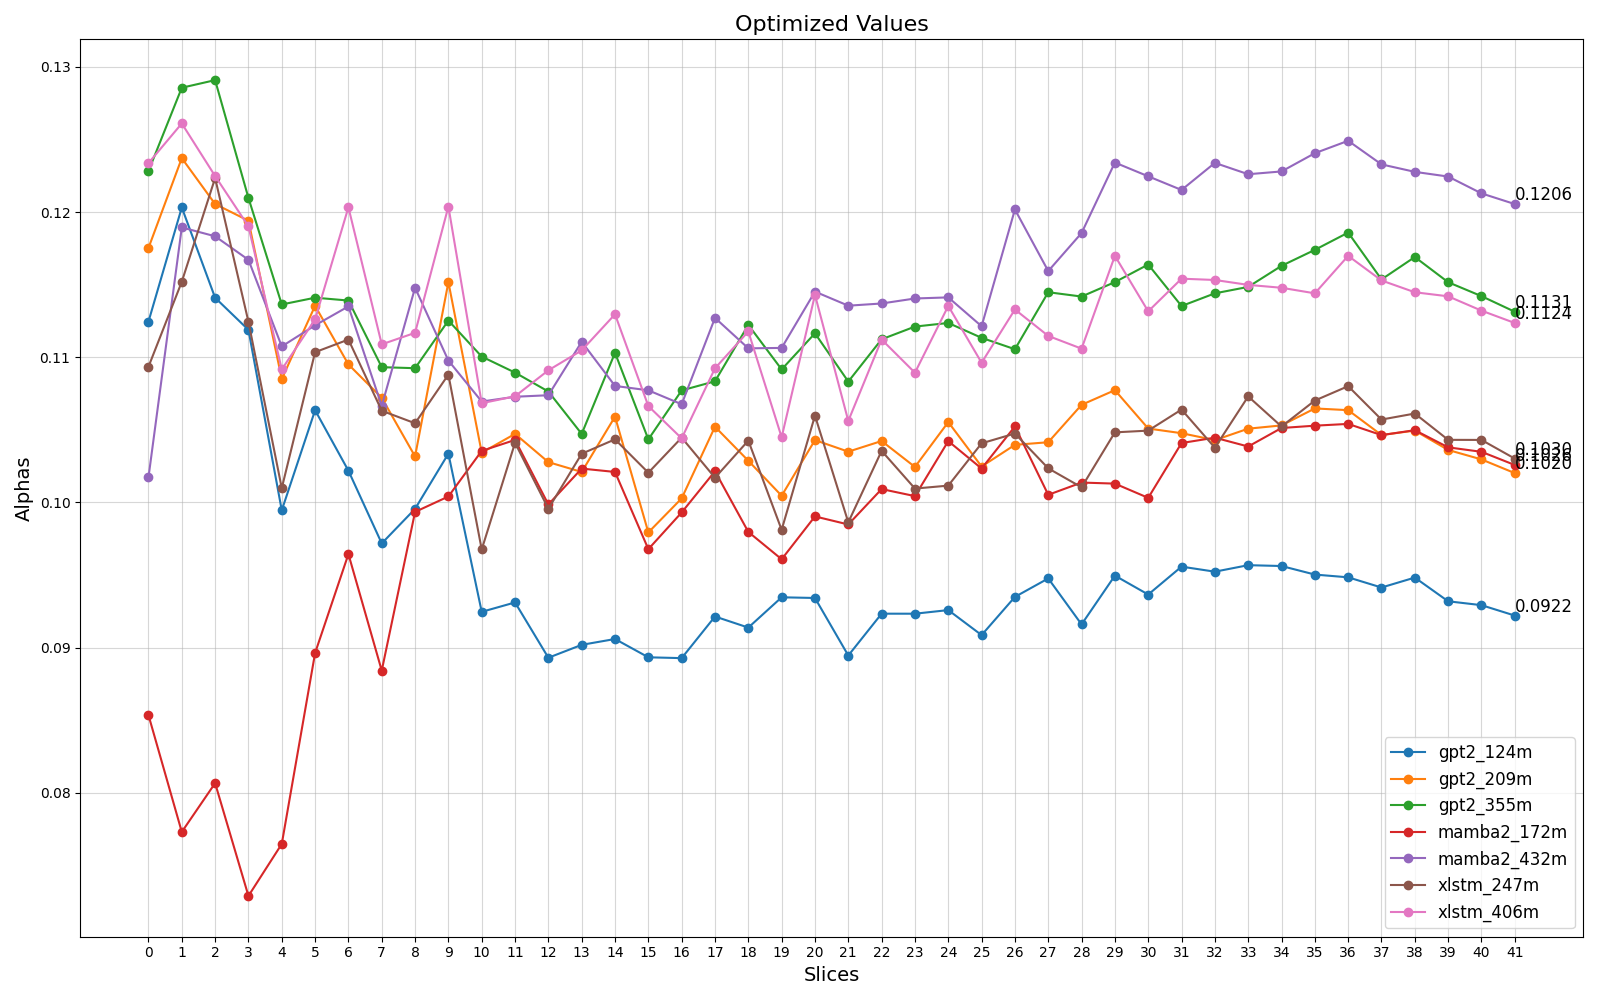 Optimized Values
0.13
0.12
0.11
0.10
0.09
0.08
Alphas
0.1206
0.1131
0.1124
0.1030
0.1026
0.1020
0.0922
gpt2_124m
gpt2_209m
gpt2_355m
mamba2_172m
mamba2_432m
xlstm_247m
xlstm_406m
0 1 2 3 4 5 6 7 8 9 10 11 12 13 14 15 16 17 18 19 20 21 22 23 24 25 26 27 28 29 30 31 32 33 34 35 36 37 38 39 40 41
Slices